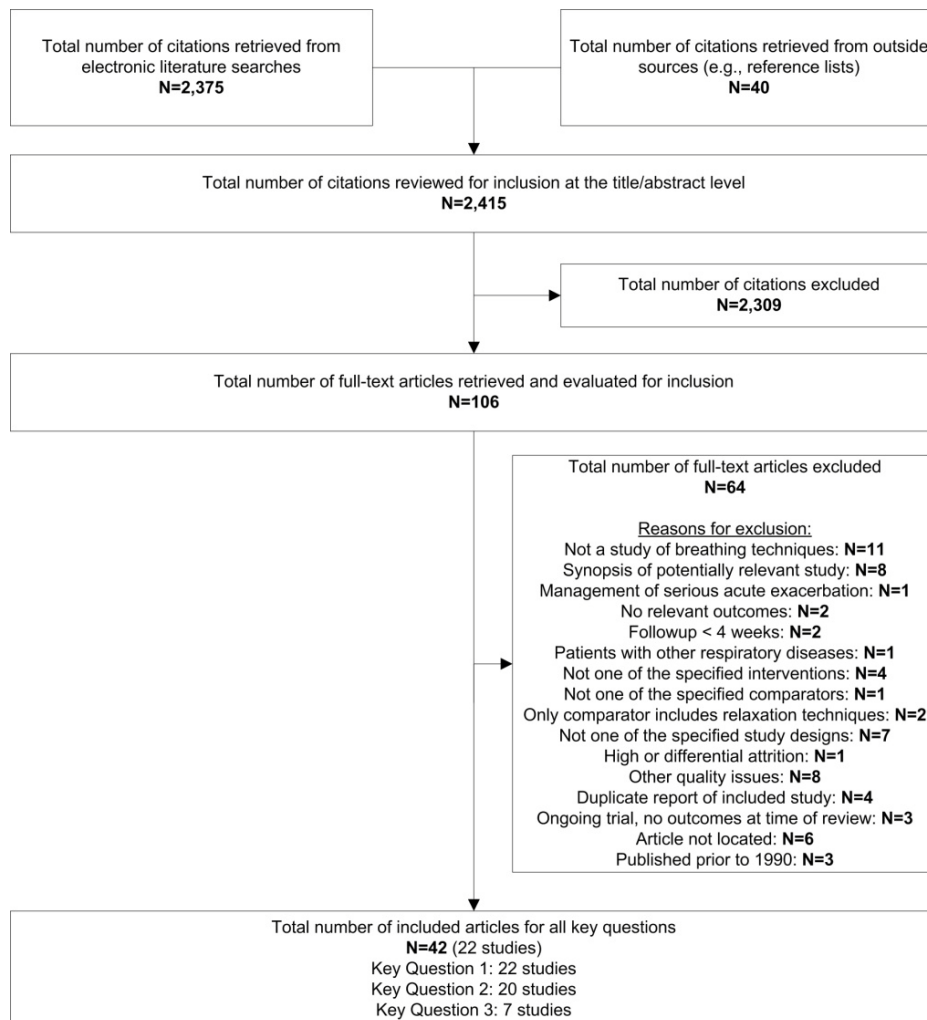 Total number of citations retrieved from
electronic literature searches
N=2,375
Total number of citations retrieved from outside
sources (e.g., reference lists)
N=40
Total number of citations reviewed for inclusion at the title/abstract level
N=2,415
Total number of citations excluded
N=2,309
Total number of full-text articles retrieved and evaluated for inclusion
N=106
Total number of full-text articles excluded
N=64
Reasons for exclusion:
Not a study of breathing techniques: N=11
Synopsis of potentially relevant study: N=8
Management of serious acute exacerbation: N=1
No relevant outcomes: N=2
Followup < 4 weeks: N=2
Patients with other respiratory diseases: N=1
Not one of the specified interventions: N=4
Not one of the specified comparators: N=1
Only comparator includes relaxation techniques: N=2
Not one of the specified study designs: N=7
High or differential attrition: N=1
Other quality issues: N=8
Duplicate report of included study: N=4
Ongoing trial, no outcomes at time of review: N=3
Article not located: N=6
Published prior to 1990: N=3
Total number of included articles for all key questions
N=42 (22 studies)
Key Question 1: 22 studies
Key Question 2: 20 studies
Key Question 3: 7 studies